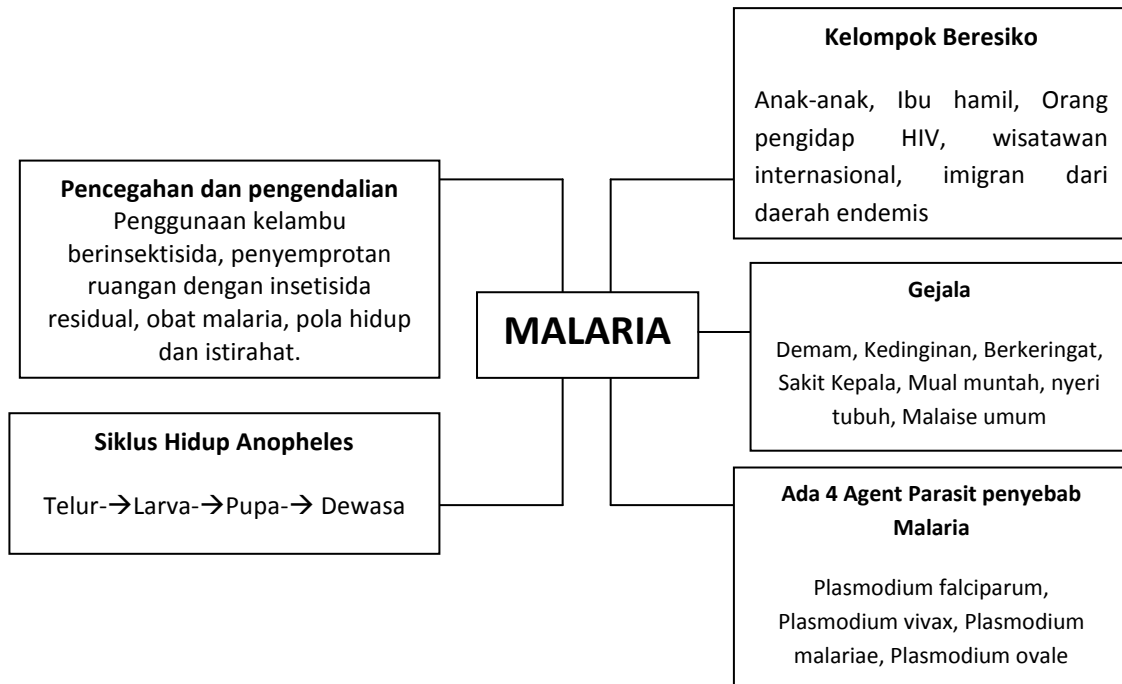 Kelompok Beresiko
Anak-anak, Ibu hamil, Orang
pengidap HIV, wisatawan
internasional, imigran dari
daerah endemis
Pencegahan dan pengendalian
Penggunaan kelambu
berinsektisida, penyemprotan
ruangan dengan insetisida
residual, obat malaria, pola hidup
dan istirahat.
MALARIA
Gejala
Demam, Kedinginan, Berkeringat,
Sakit Kepala, Mual muntah, nyeri
tubuh, Malaise umum
Siklus Hidup Anopheles
Telur-→Larva-→Pupa-→ Dewasa
Ada 4 Agent Parasit penyebab
Malaria
Plasmodium falciparum,
Plasmodium vivax, Plasmodium
malariae, Plasmodium ovale